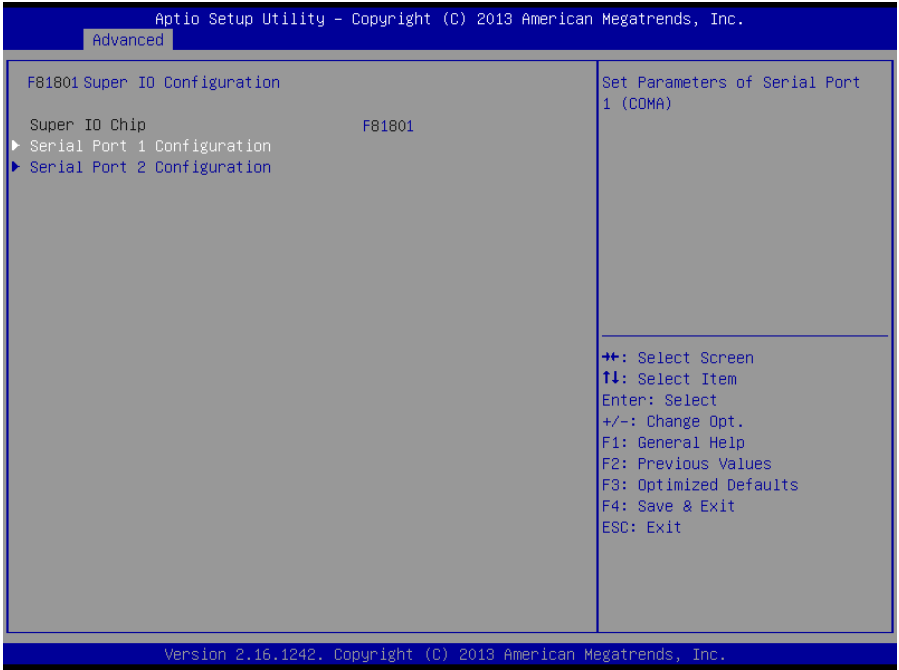 Aptio Setup Utility – Copyright (C) 2013 American Megatrends, Inc.
Advanced
F81801 Super IO Configuration
Super IO Chip F81801
▶ Serial Port 1 Configuration
▶ Serial Port 2 Configuration
Set Parameters of Serial Port
1 (COMA)
→←: Select Screen
↑↓: Select Item
Enter: Select
+/-: Change Opt.
F1: General Help
F2: Previous Values
F3: Optimized Defaults
F4: Save & Exit
ESC: Exit
Version 2.16.1242. Copyright (C) 2013 American Megatrends, Inc.